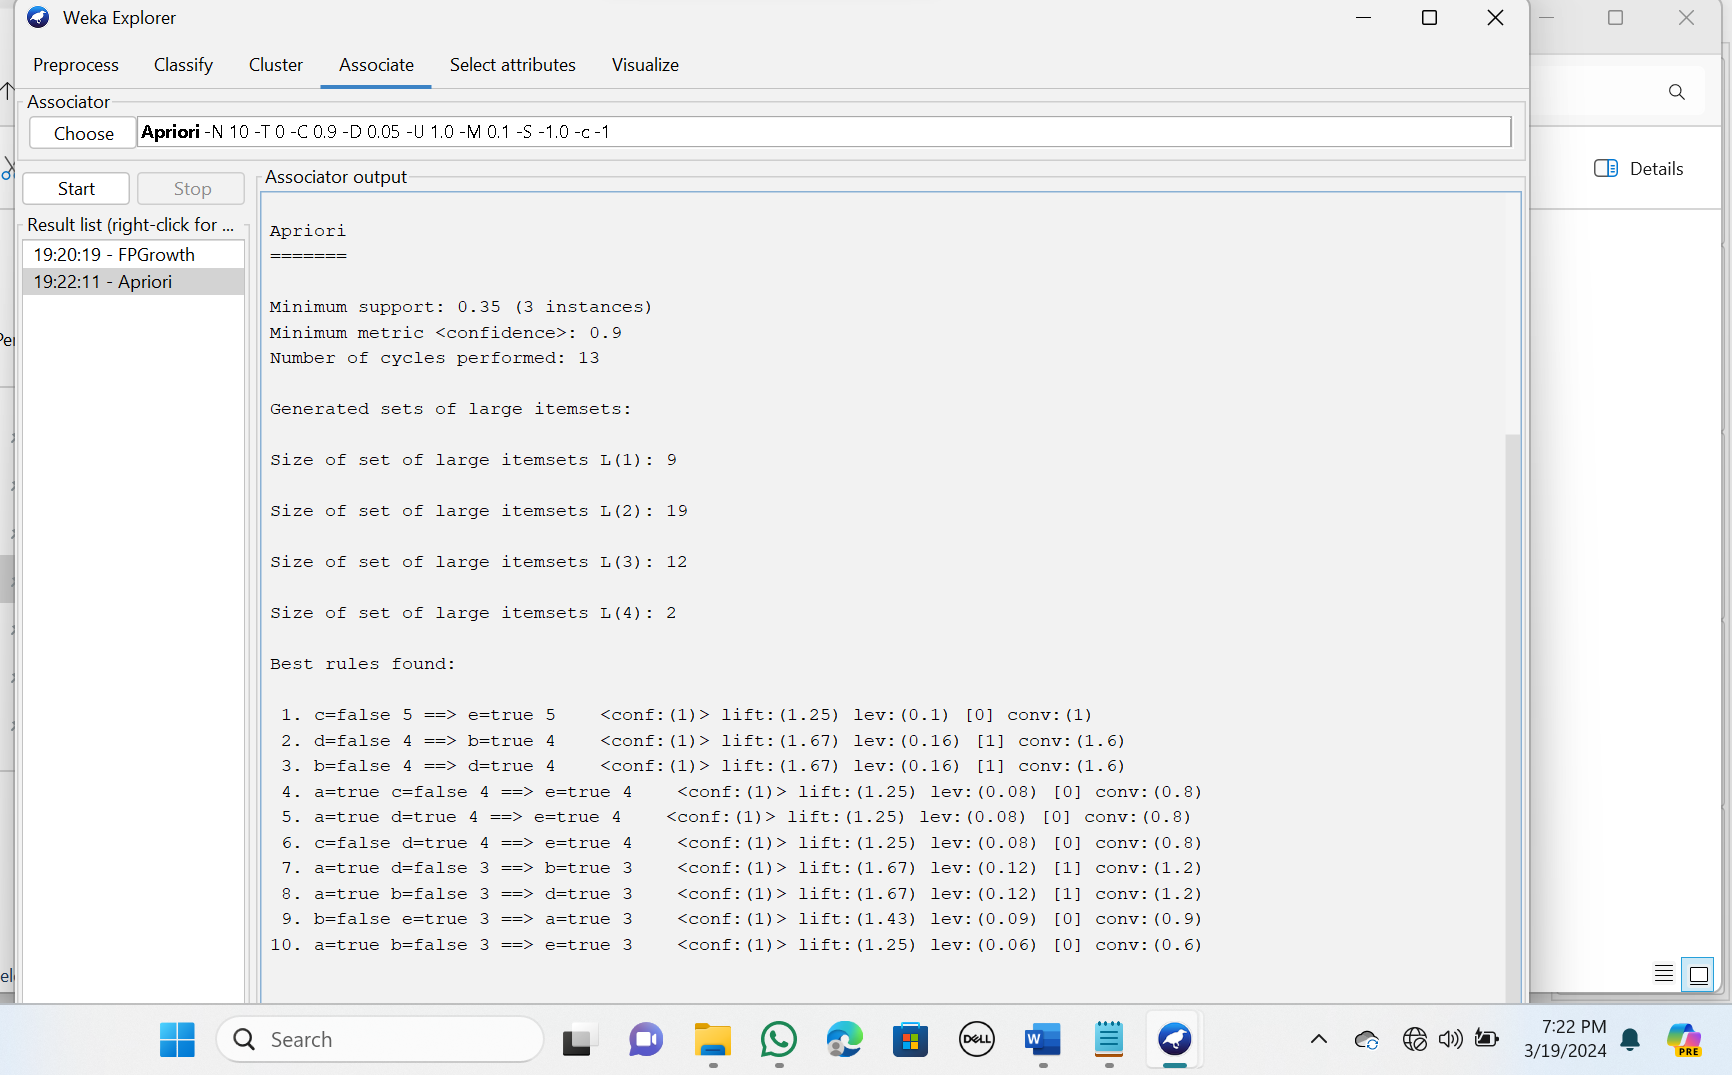 Weka Explorer
Preprocess Classify Cluster Associate Select attributes Visualize
Associator
Choose Apriori -N 10 -T 0 -C 0.9 -D 0.05 -U 1.0 -M 0.1 -S -1.0 -c -1
Details
Start Stop
Associator output
Result list (right-click for ...
19:20:19 - FPGrowth
19:22:11 - Apriori
Apriori
=======
Minimum support: 0.35 (3 instances)
Minimum metric <confidence>: 0.9
Number of cycles performed: 13
Generated sets of large itemsets:
Size of set of large itemsets L(1): 9
Size of set of large itemsets L(2): 19
Size of set of large itemsets L(3): 12
Size of set of large itemsets L(4): 2
Best rules found:
1. c=false 5 ==> e=true 5 <conf:(1)> lift:(1.25) lev:(0.1) [0] conv:(1)
2. d=false 4 ==> b=true 4 <conf:(1)> lift:(1.67) lev:(0.16) [1] conv:(1.6)
3. b=false 4 ==> d=true 4 <conf:(1)> lift:(1.67) lev:(0.16) [1] conv:(1.6)
4. a=true c=false 4 ==> e=true 4 <conf:(1)> lift:(1.25) lev:(0.08) [0] conv:(0.8)
5. a=true d=true 4 ==> e=true 4 <conf:(1)> lift:(1.25) lev:(0.08) [0] conv:(0.8)
6. c=false d=true 4 ==> e=true 4 <conf:(1)> lift:(1.25) lev:(0.08) [0] conv:(0.8)
7. a=true d=false 3 ==> b=true 3 <conf:(1)> lift:(1.67) lev:(0.12) [1] conv:(1.2)
8. a=true b=false 3 ==> d=true 3 <conf:(1)> lift:(1.67) lev:(0.12) [1] conv:(1.2)
9. b=false e=true 3 ==> a=true 3 <conf:(1)> lift:(1.43) lev:(0.09) [0] conv:(0.9)
10. a=true b=false 3 ==> e=true 3 <conf:(1)> lift:(1.25) lev:(0.06) [0] conv:(0.6)
Search
DELL
W
PRE
7:22 PM
3/19/2024